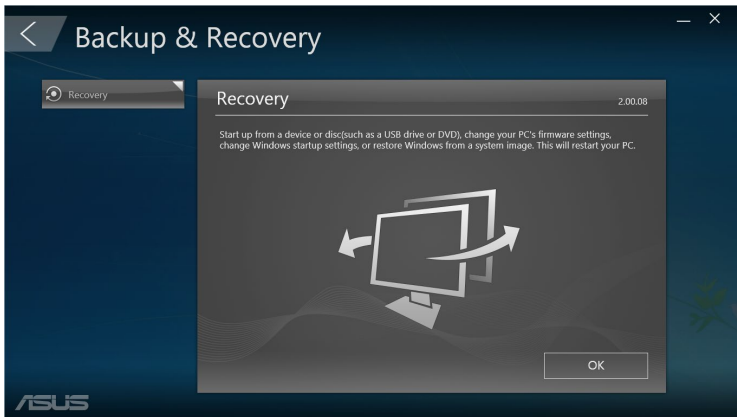 Backup & Recovery
Recovery
Recovery
2.00.08
Start up from a device or disc(such as a USB drive or DVD), change your PC's firmware settings,
change Windows startup settings, or restore Windows from a system image. This will restart your PC.
OK
ASUS